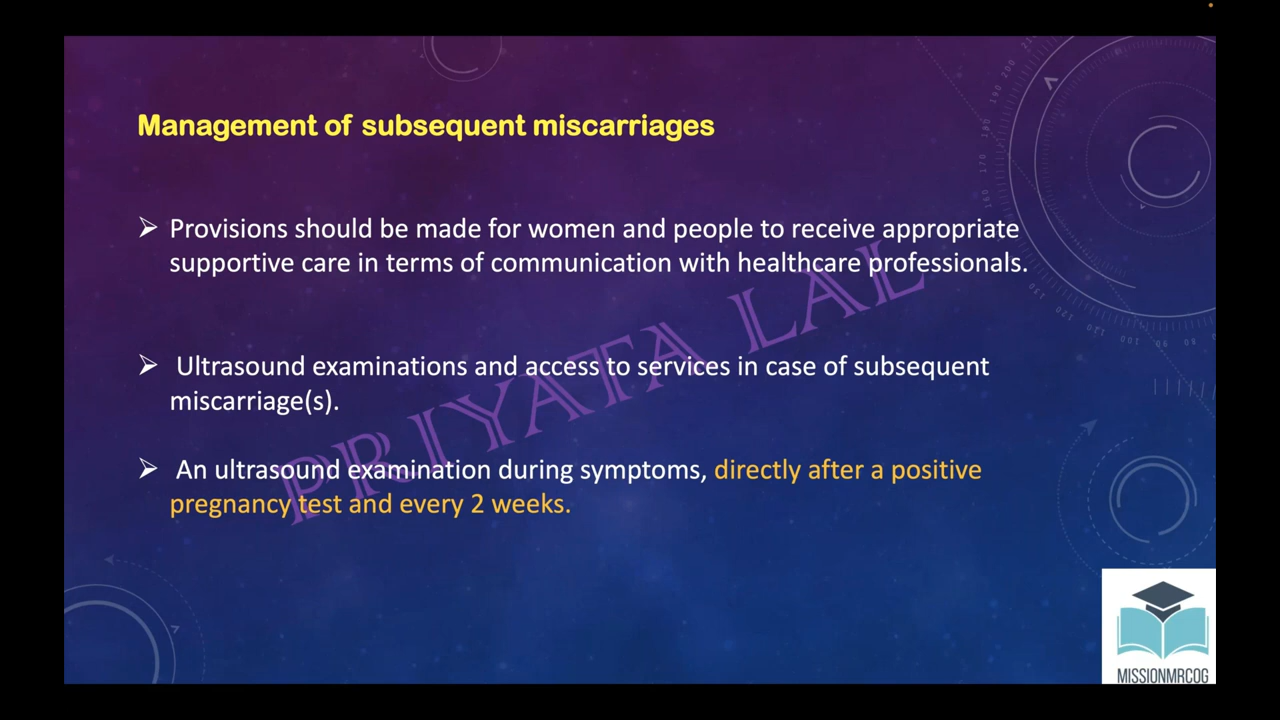 Management of subsequent miscarriages
➢ Provisions should be made for women and people to receive appropriate
supportive care in terms of communication with healthcare professionals.
➢ Ultrasound examinations and access to services in case of subsequent
miscarriage(s).
➢ An ultrasound examination during symptoms, directly after a positive
pregnancy test and every 2 weeks.
PRIYATA LAL
MISSIONMRCOG